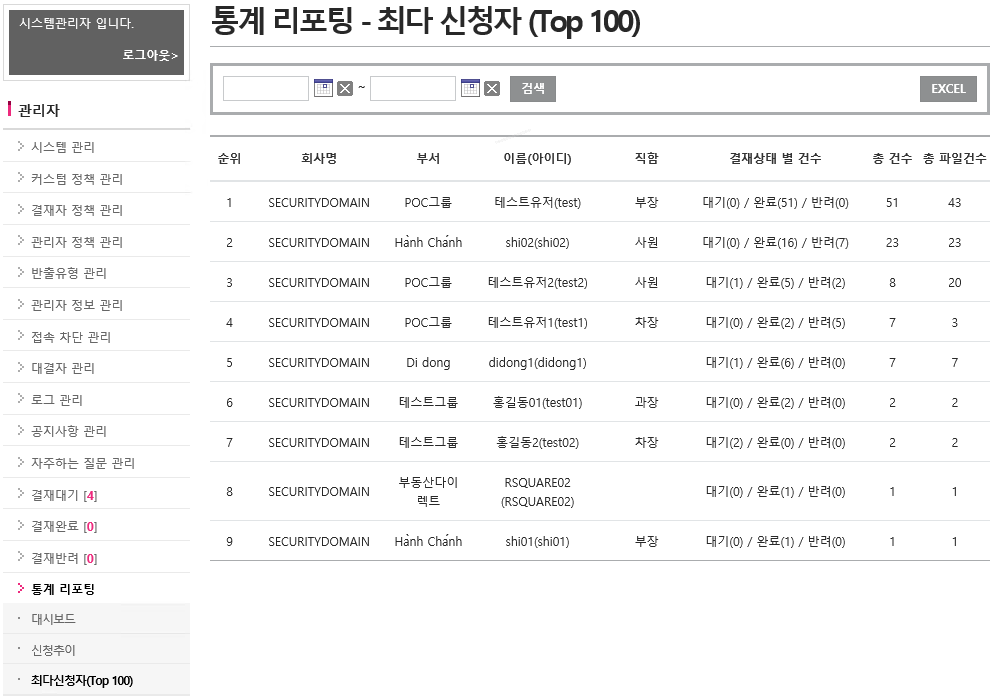 시스템관리자 입니다.
로그아웃>
관리자
시스템 관리
커스텀 정책 관리
결재자 정책 관리
관리자 정책 관리
반출유형 관리
관리자 정보 관리
접속 차단 관리
대결자 관리
로그 관리
공지사항 관리
자주하는 질문 관리
결재대기 [4]
결재완료 [0]
결재반려 [0]
통계 리포팅
· 대시보드
· 신청추이
· 최다신청자(Top 100)
통계 리포팅 - 최다 신청자 (Top 100)
~ 검색 EXCEL
순위 회사명 부서 이름(아이디) 직함 결재상태 별 건수 총 건수 총 파일건수
1 SECURITYDOMAIN POC그룹 테스트유저(test) 부장 대기(0) / 완료(51) / 반려(0) 51 43
2 SECURITYDOMAIN Hành Chánh shi02(shi02) 사원 대기(0) / 완료(16) / 반려(7) 23 23
3 SECURITYDOMAIN POC그룹 테스트유저2(test2) 사원 대기(1) / 완료(5) / 반려(2) 8 20
4 SECURITYDOMAIN POC그룹 테스트유저1(test1) 차장 대기(0) / 완료(2) / 반려(5) 7 3
5 SECURITYDOMAIN Di dong didong1(didong1) 대기(1) / 완료(6) / 반려(0) 7 7
6 SECURITYDOMAIN 테스트그룹 홍길동01(test01) 과장 대기(0) / 완료(2) / 반려(0) 2 2
7 SECURITYDOMAIN 테스트그룹 홍길동2(test02) 차장 대기(2) / 완료(0) / 반려(0) 2 2
8 SECURITYDOMAIN 부동산다이렉트 RSQUARE02 (RSQUARE02) 대기(0) / 완료(1) / 반려(0) 1 1
9 SECURITYDOMAIN Hành Chánh shi01(shi01) 부장 대기(0) / 완료(1) / 반려(0) 1 1